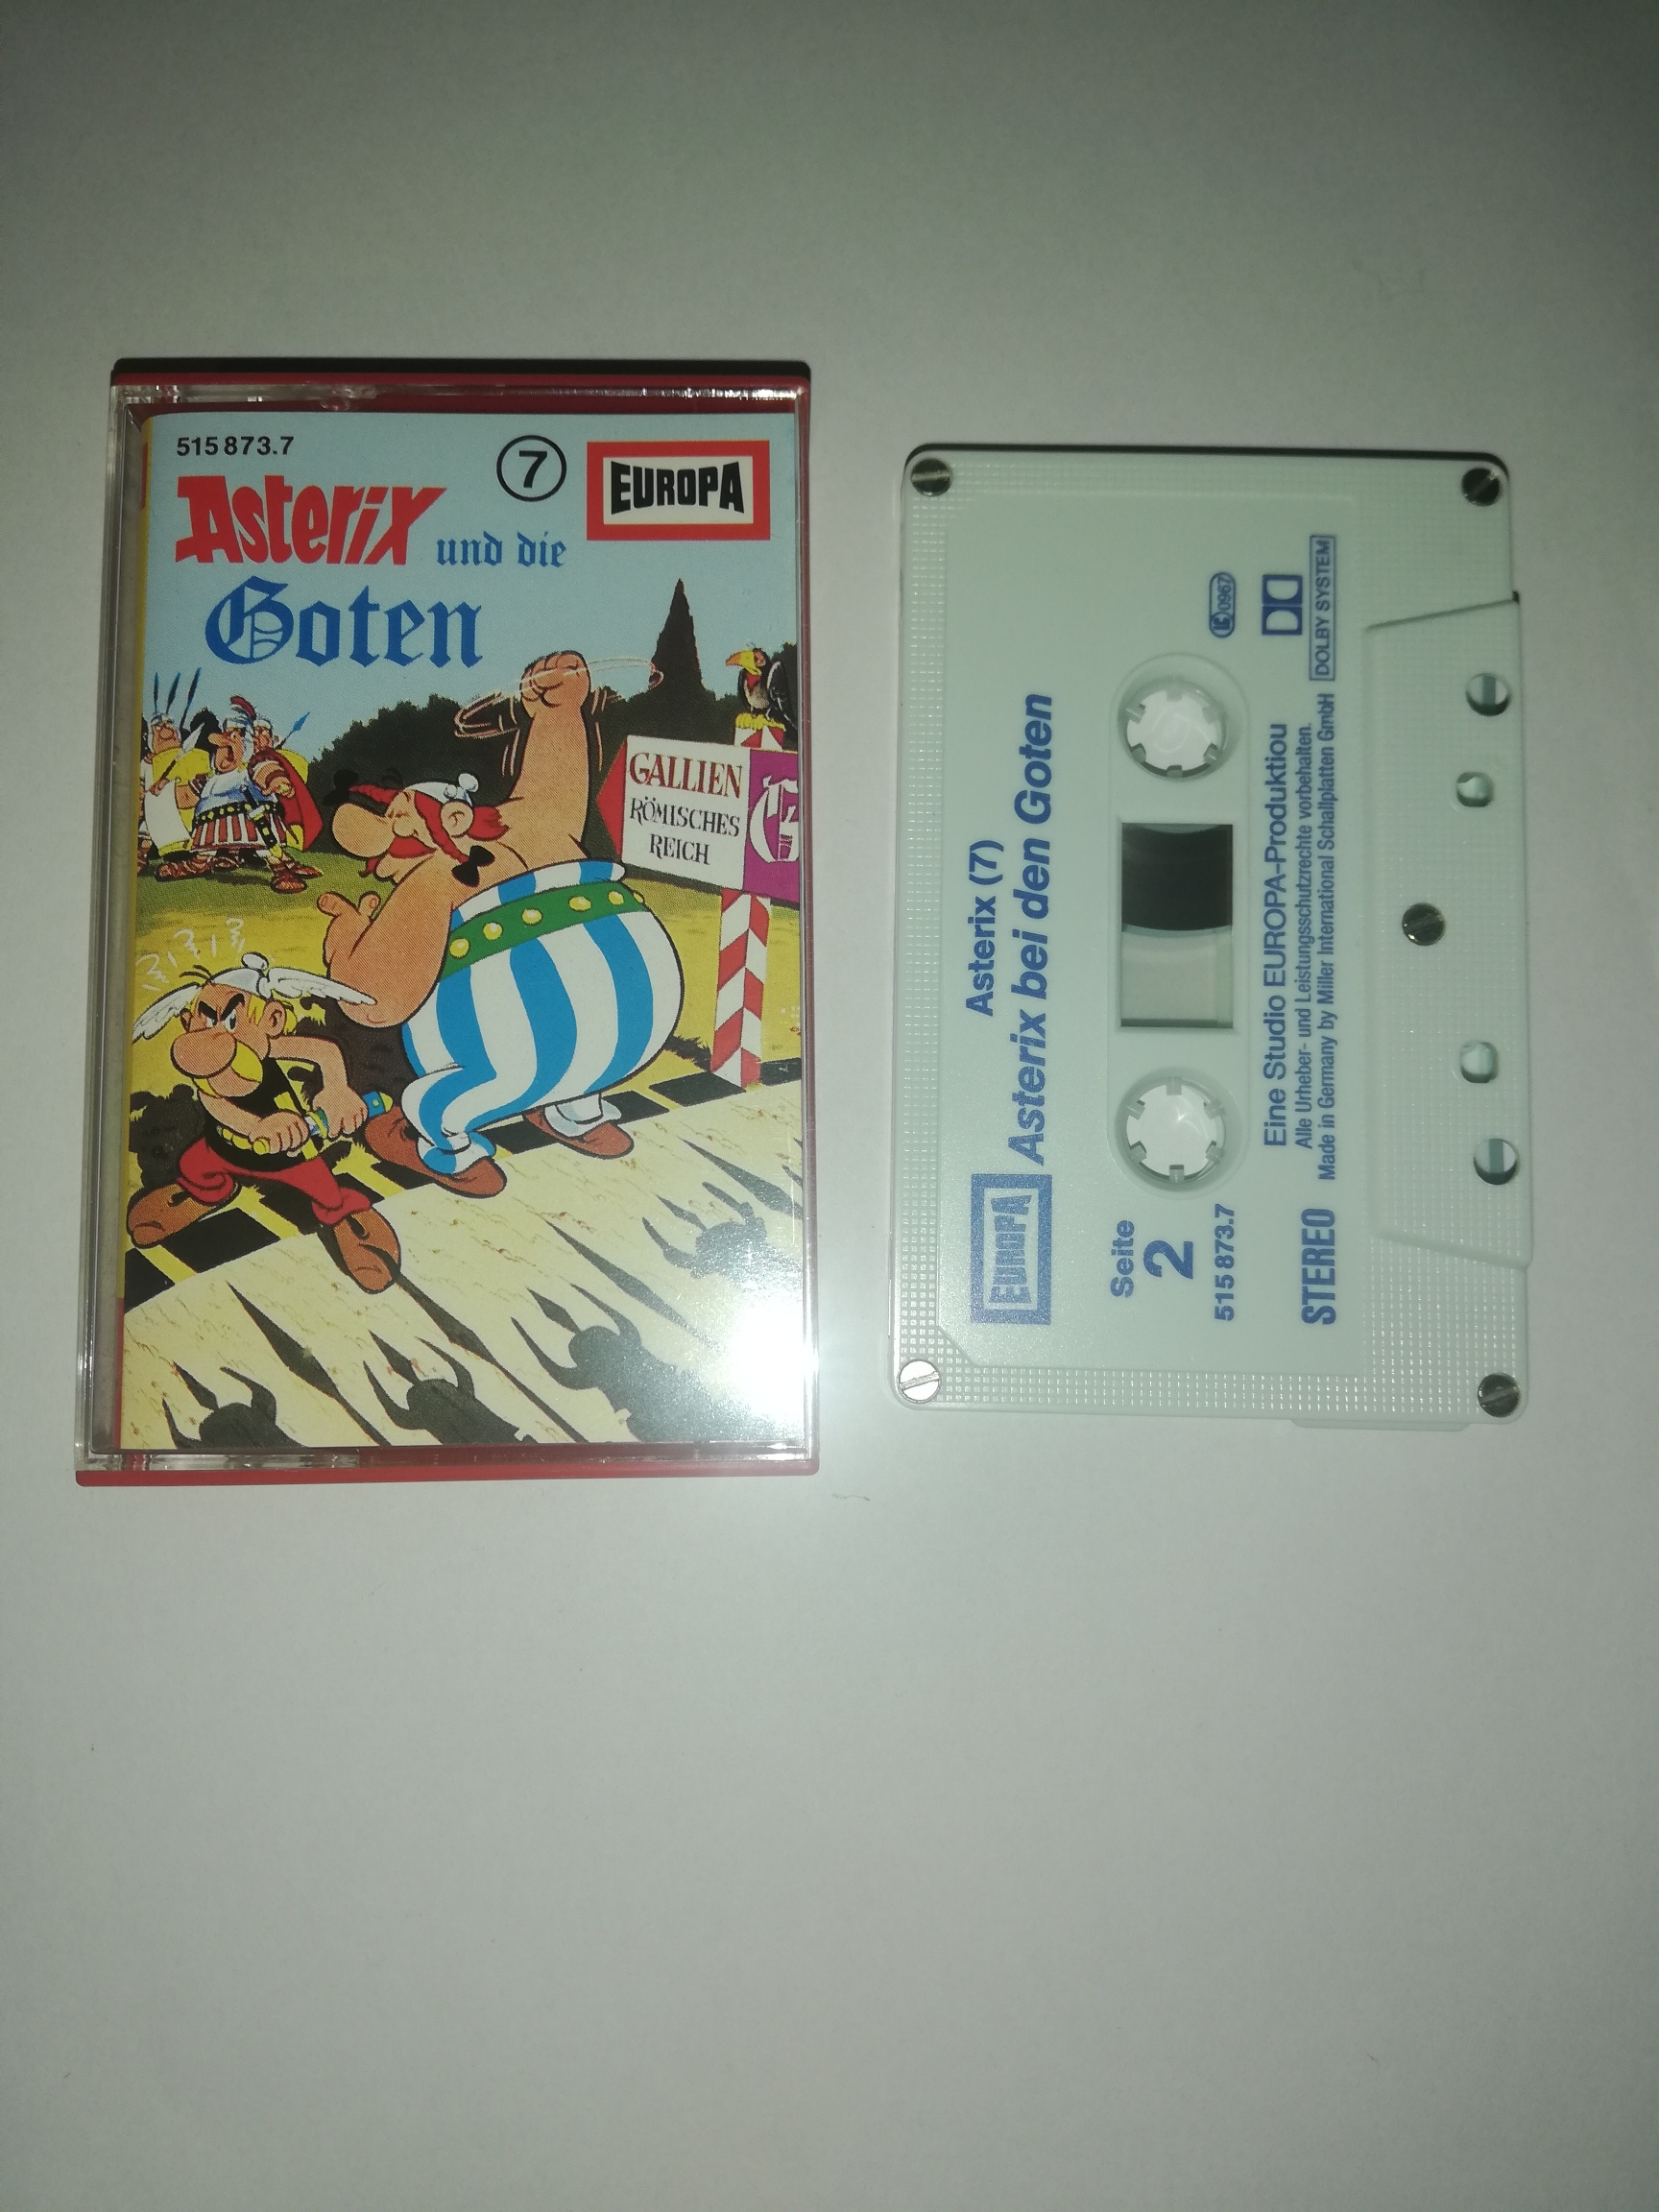 515 873.7
7
EUROPA
Asterix und die
Goten
GALLIEN
RÖMISCHES
REICH
G
Asterix (7)
EUROPA Asterix bei den Goten
Seite
2
515 873.7
LC 0967
Eine Studio EUROPA-Produktiou
Alle Urheber- und Leistungsschutzrechte vorbehalten.
STEREO Made in Germany by Miller International Schallplatten GmbH DOLBY SYSTEM